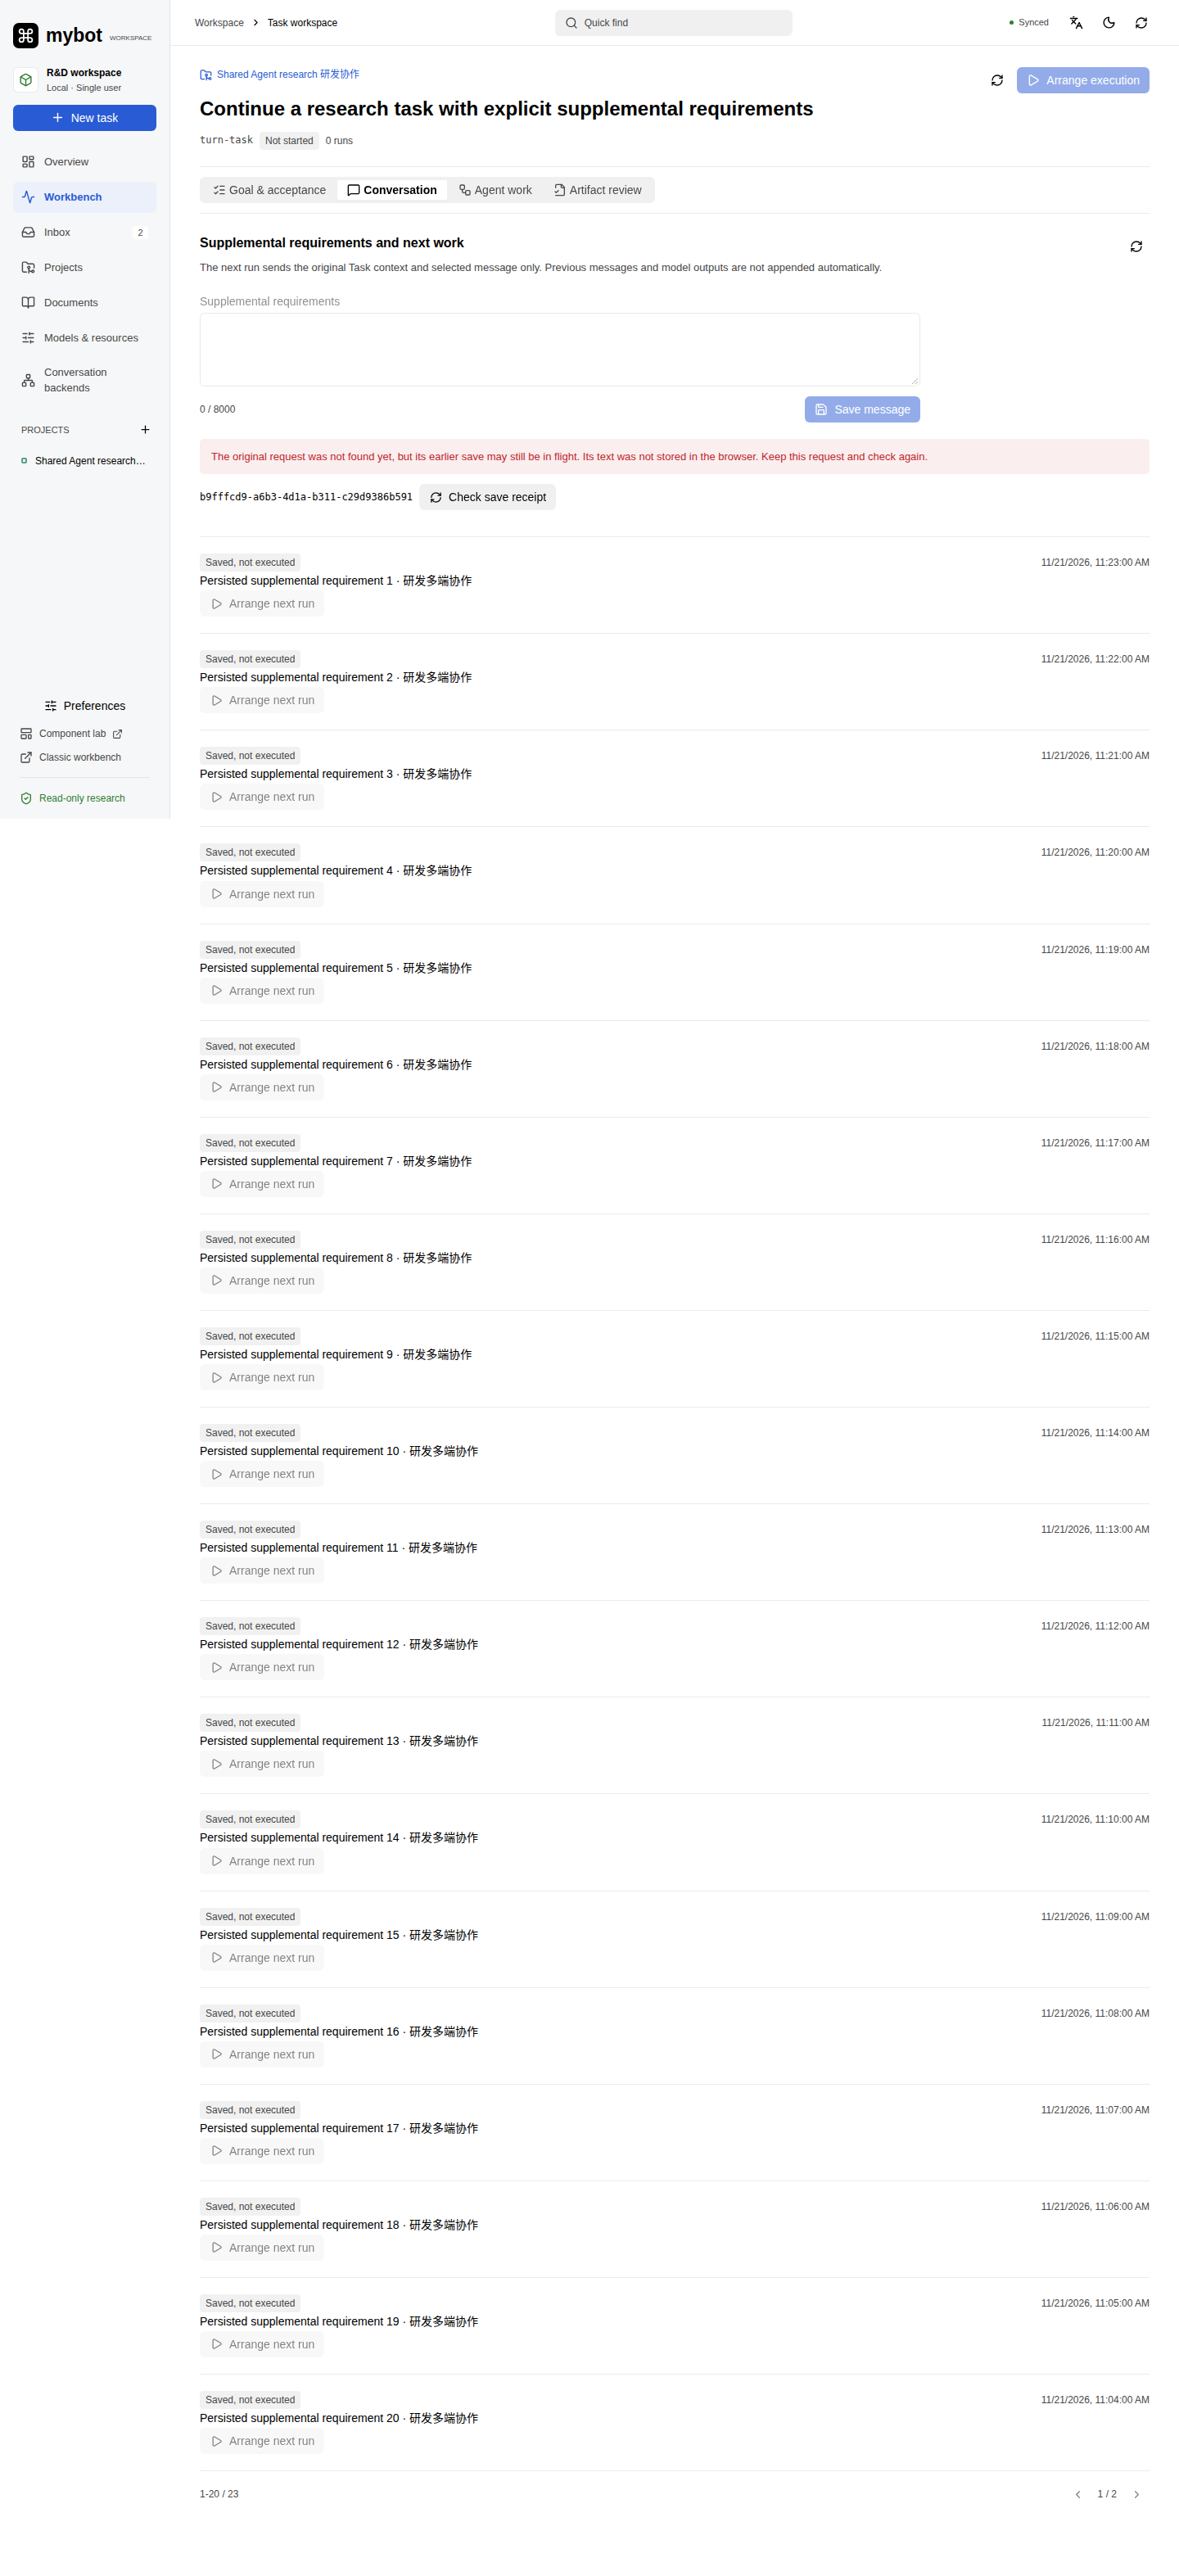 mybot WORKSPACE
R&D workspace
Local · Single user
New task
Overview
Workbench
Inbox 2
Projects
Documents
Models & resources
Conversation
backends
PROJECTS
Shared Agent research…
Preferences
Component lab
Classic workbench
Read-only research
Workspace
Task workspace
Quick find
Synced
Shared Agent research 研发协作
Arrange execution
Continue a research task with explicit supplemental requirements
turn-task Not started 0 runs
Goal & acceptance
Conversation
Agent work
Artifact review
Supplemental requirements and next work
The next run sends the original Task context and selected message only. Previous messages and model outputs are not appended automatically.
Supplemental requirements
0 / 8000
Save message
The original request was not found yet, but its earlier save may still be in flight. Its text was not stored in the browser. Keep this request and check again.
b9fffcd9-a6b3-4d1a-b311-c29d9386b591 Check save receipt
Saved, not executed 11/21/2026, 11:23:00 AM
Persisted supplemental requirement 1 · 研发多端协作
Arrange next run
Saved, not executed 11/21/2026, 11:22:00 AM
Persisted supplemental requirement 2 · 研发多端协作
Arrange next run
Saved, not executed 11/21/2026, 11:21:00 AM
Persisted supplemental requirement 3 · 研发多端协作
Arrange next run
Saved, not executed 11/21/2026, 11:20:00 AM
Persisted supplemental requirement 4 · 研发多端协作
Arrange next run
Saved, not executed 11/21/2026, 11:19:00 AM
Persisted supplemental requirement 5 · 研发多端协作
Arrange next run
Saved, not executed 11/21/2026, 11:18:00 AM
Persisted supplemental requirement 6 · 研发多端协作
Arrange next run
Saved, not executed 11/21/2026, 11:17:00 AM
Persisted supplemental requirement 7 · 研发多端协作
Arrange next run
Saved, not executed 11/21/2026, 11:16:00 AM
Persisted supplemental requirement 8 · 研发多端协作
Arrange next run
Saved, not executed 11/21/2026, 11:15:00 AM
Persisted supplemental requirement 9 · 研发多端协作
Arrange next run
Saved, not executed 11/21/2026, 11:14:00 AM
Persisted supplemental requirement 10 · 研发多端协作
Arrange next run
Saved, not executed 11/21/2026, 11:13:00 AM
Persisted supplemental requirement 11 · 研发多端协作
Arrange next run
Saved, not executed 11/21/2026, 11:12:00 AM
Persisted supplemental requirement 12 · 研发多端协作
Arrange next run
Saved, not executed 11/21/2026, 11:11:00 AM
Persisted supplemental requirement 13 · 研发多端协作
Arrange next run
Saved, not executed 11/21/2026, 11:10:00 AM
Persisted supplemental requirement 14 · 研发多端协作
Arrange next run
Saved, not executed 11/21/2026, 11:09:00 AM
Persisted supplemental requirement 15 · 研发多端协作
Arrange next run
Saved, not executed 11/21/2026, 11:08:00 AM
Persisted supplemental requirement 16 · 研发多端协作
Arrange next run
Saved, not executed 11/21/2026, 11:07:00 AM
Persisted supplemental requirement 17 · 研发多端协作
Arrange next run
Saved, not executed 11/21/2026, 11:06:00 AM
Persisted supplemental requirement 18 · 研发多端协作
Arrange next run
Saved, not executed 11/21/2026, 11:05:00 AM
Persisted supplemental requirement 19 · 研发多端协作
Arrange next run
Saved, not executed 11/21/2026, 11:04:00 AM
Persisted supplemental requirement 20 · 研发多端协作
Arrange next run
1-20 / 23
1 / 2